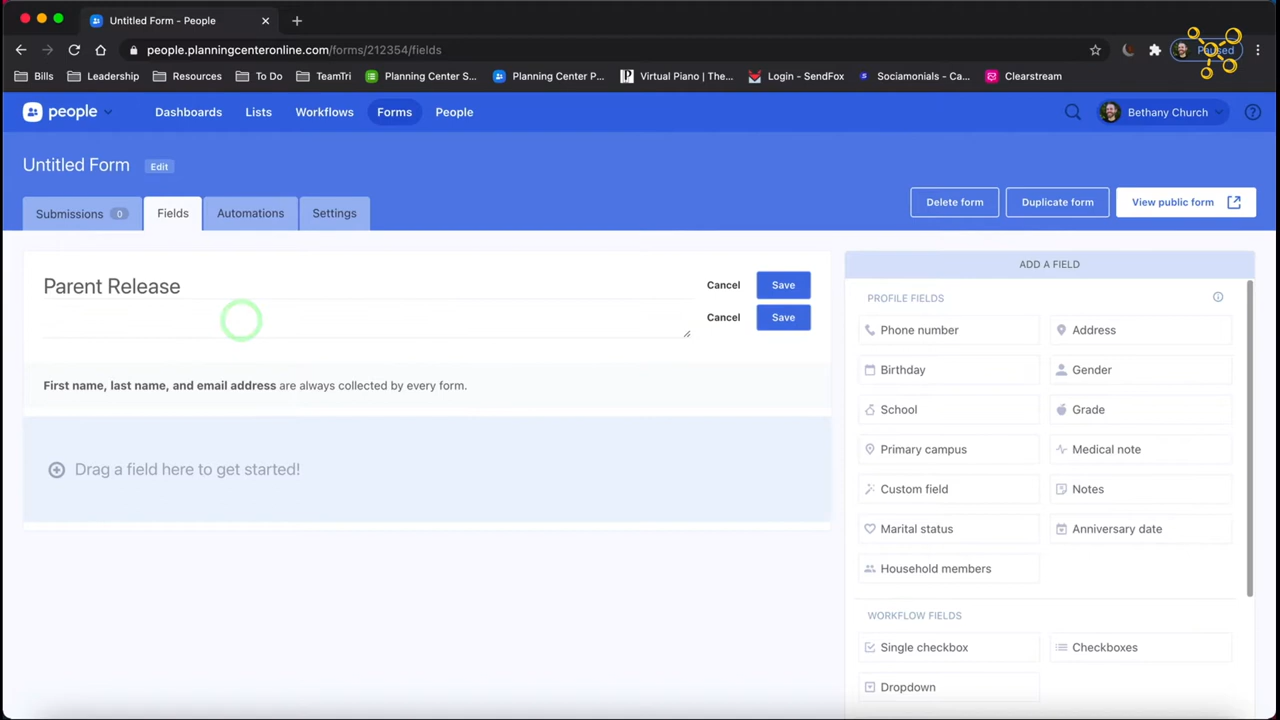 Untitled Form - People
people.planningcenteronline.com/forms/212354/fields
Paused
Bills Leadership Resources To Do TeamTri Planning Center S... Planning Center P... Virtual Piano | The... Login - SendFox Sociamonials - Ca... Clearstream
people Dashboards Lists Workflows Forms People Bethany Church
Untitled Form Edit
Submissions 0 Fields Automations Settings Delete form Duplicate form View public form
Parent Release Cancel Save
Cancel Save
First name, last name, and email address are always collected by every form.
Drag a field here to get started!
ADD A FIELD
PROFILE FIELDS
Phone number Address
Birthday Gender
School Grade
Primary campus Medical note
Custom field Notes
Marital status Anniversary date
Household members
WORKFLOW FIELDS
Single checkbox Checkboxes
Dropdown